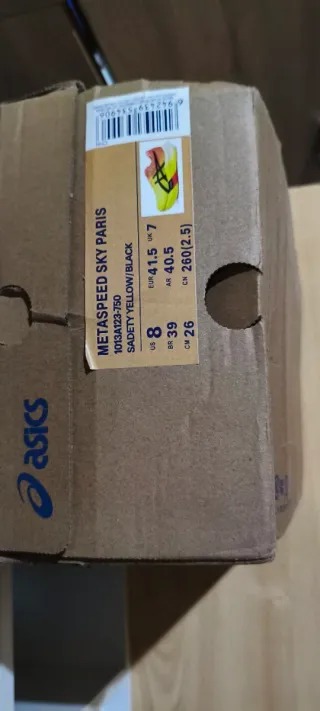 METASPEED SKY PARIS
1013A123-750
SADETY YELLOW/BLACK
US 8 EUR 41.5 UK 7
BR 39 AR 40.5
CM 26 CN 260(2.5)
asics